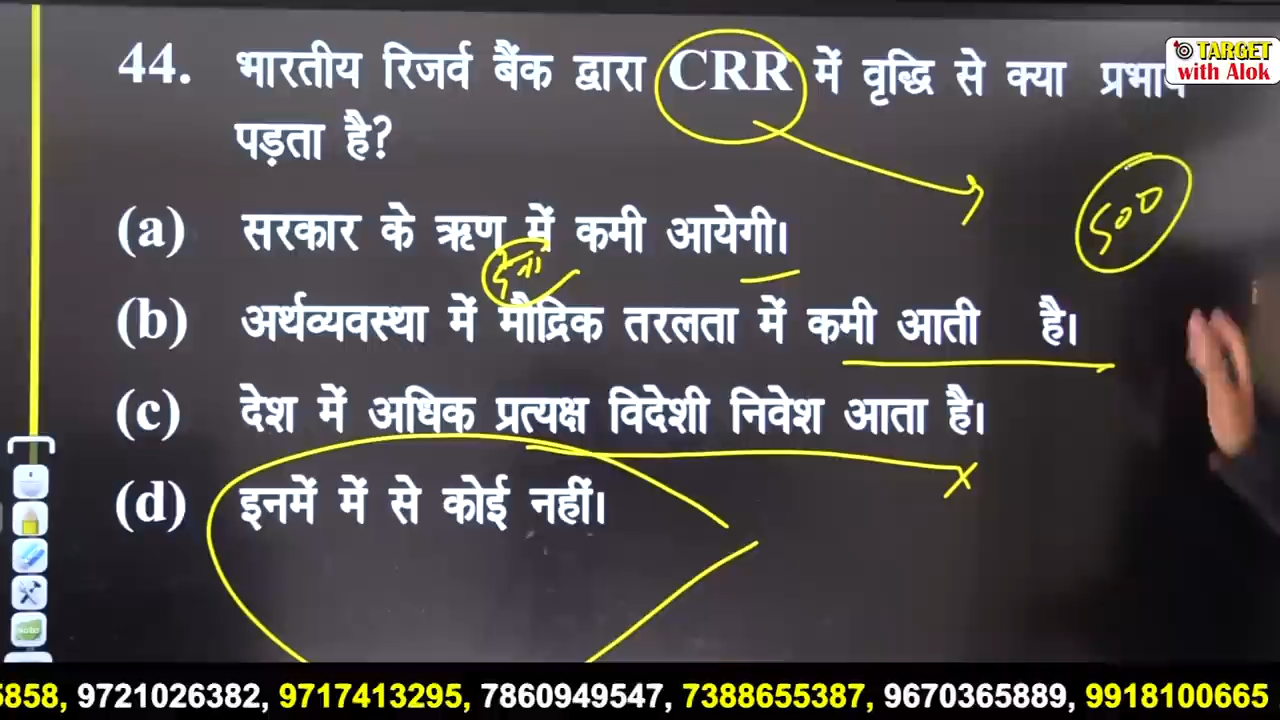 TARGET
with Alok
44. भारतीय रिजर्व बैंक द्वारा CRR में वृद्धि से क्या
पड़ता है?
500
(a) सरकार के ऋण में कमी आयेगी।
(b) अर्थव्यवस्था में मौद्रिक तरलता में कमी आती है।
(c) देश में अधिक प्रत्यक्ष विदेशी निवेश आता है।
(d) इनमें में से कोई नहीं।
5858, 9721026382, 9717413295, 7860949547, 7388655387, 9670365889, 9918100665